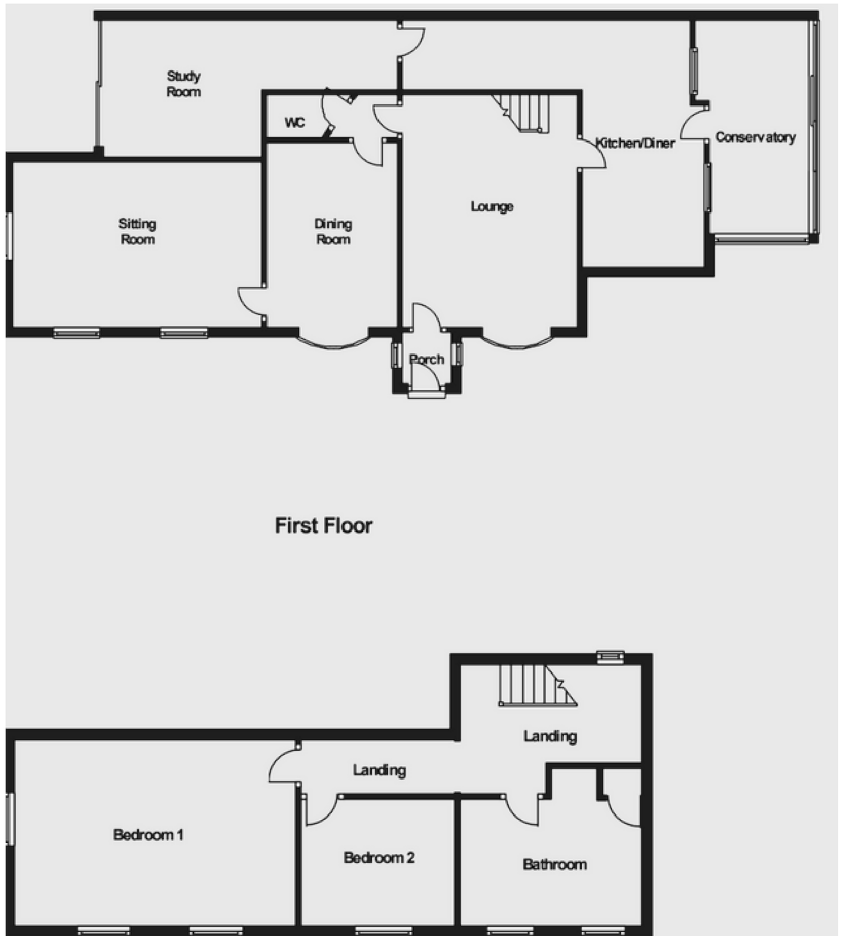 Study
Room
WC
Kitchen/Diner
Conservatory
Lounge
Sitting
Room
Dining
Room
Porch
First Floor
Landing
Landing
Bedroom 1
Bedroom 2
Bathroom